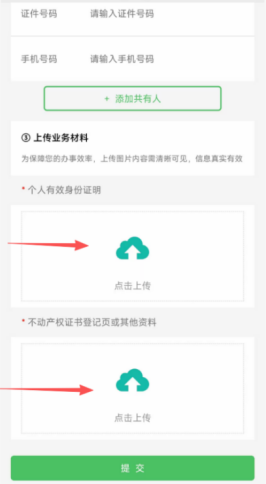 证件号码 请输入证件号码
手机号码 请输入手机号码
+ 添加共有人
③ 上传业务材料
为保障您的办事效率，上传图片内容需清晰可见，信息真实有效
* 个人有效身份证明
点击上传
* 不动产权证书登记页或其他资料
点击上传
提 交